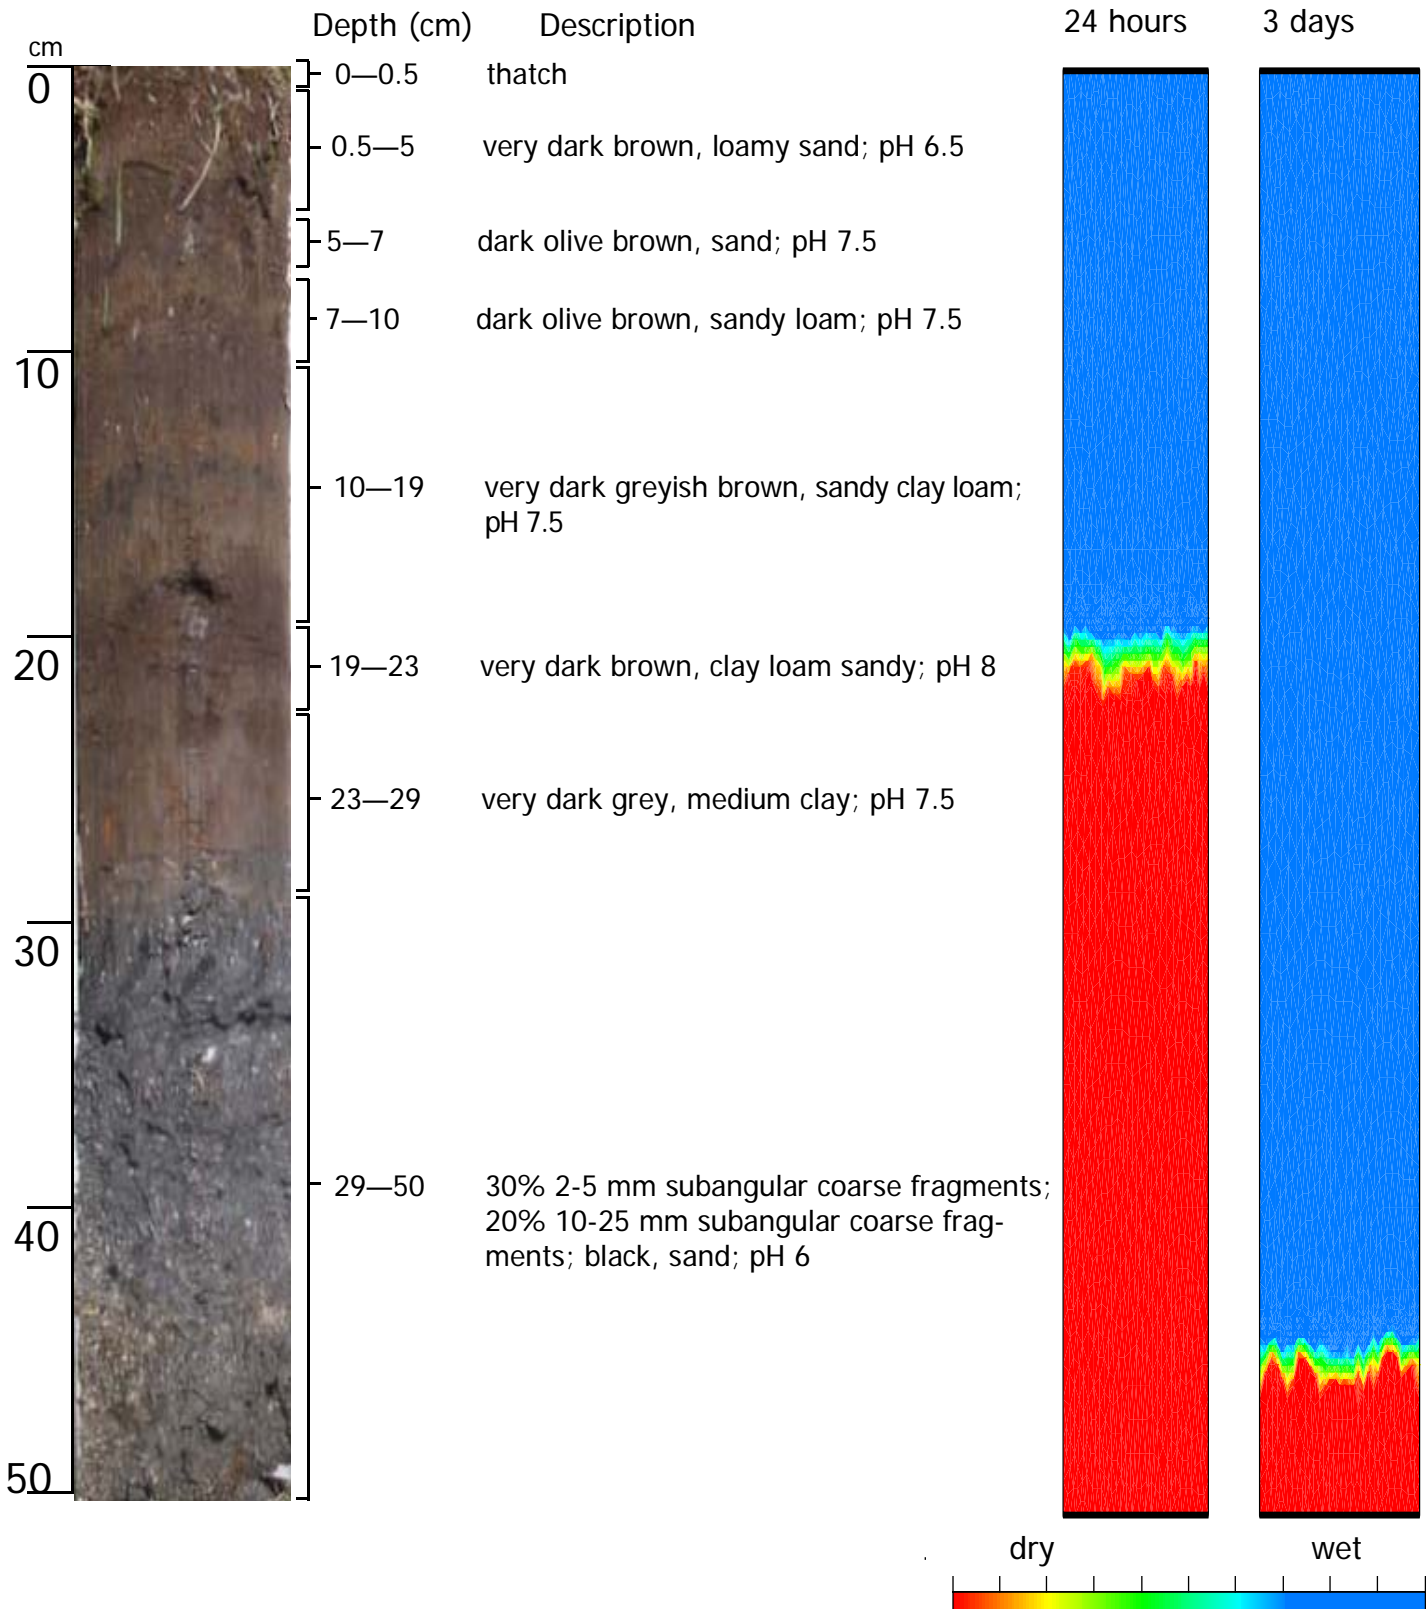 Depth (cm) Description 24 hours 3 days
cm
0
0—0.5 thatch
0.5—5 very dark brown, loamy sand; pH 6.5
5—7 dark olive brown, sand; pH 7.5
7—10 dark olive brown, sandy loam; pH 7.5
10
10—19 very dark greyish brown, sandy clay loam;
pH 7.5
20
19—23 very dark brown, clay loam sandy; pH 8
23—29 very dark grey, medium clay; pH 7.5
30
29—50 30% 2-5 mm subangular coarse fragments;
20% 10-25 mm subangular coarse frag-
ments; black, sand; pH 6
40
50
dry wet